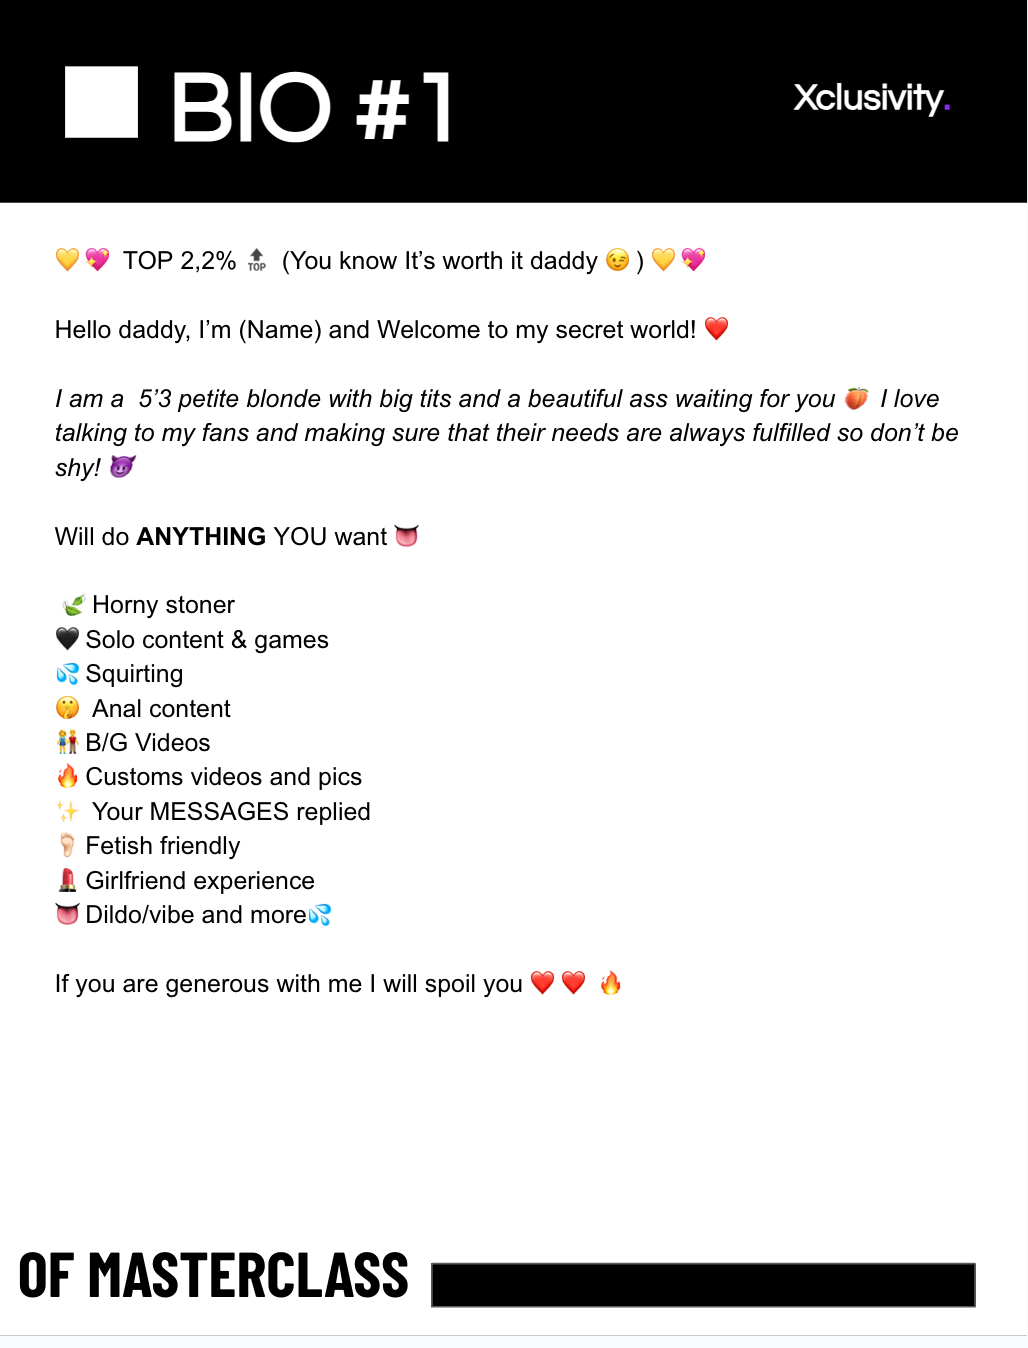 BIO #1
Xclusivity.
💛💖 TOP 2,2% 🔝 (You know It’s worth it daddy 😉) 💛💖
Hello daddy, I’m (Name) and Welcome to my secret world! ❤️
I am a 5’3 petite blonde with big tits and a beautiful ass waiting for you 🍑 I love
talking to my fans and making sure that their needs are always fulfilled so don’t be
shy! 😈
Will do ANYTHING YOU want 👅
🍃 Horny stoner
🖤 Solo content & games
💦 Squirting
🤫 Anal content
👫 B/G Videos
🔥 Customs videos and pics
✨ Your MESSAGES replied
🦶🏻 Fetish friendly
💄 Girlfriend experience
👅 Dildo/vibe and more💦
If you are generous with me I will spoil you ❤️❤️ 🔥
OF MASTERCLASS